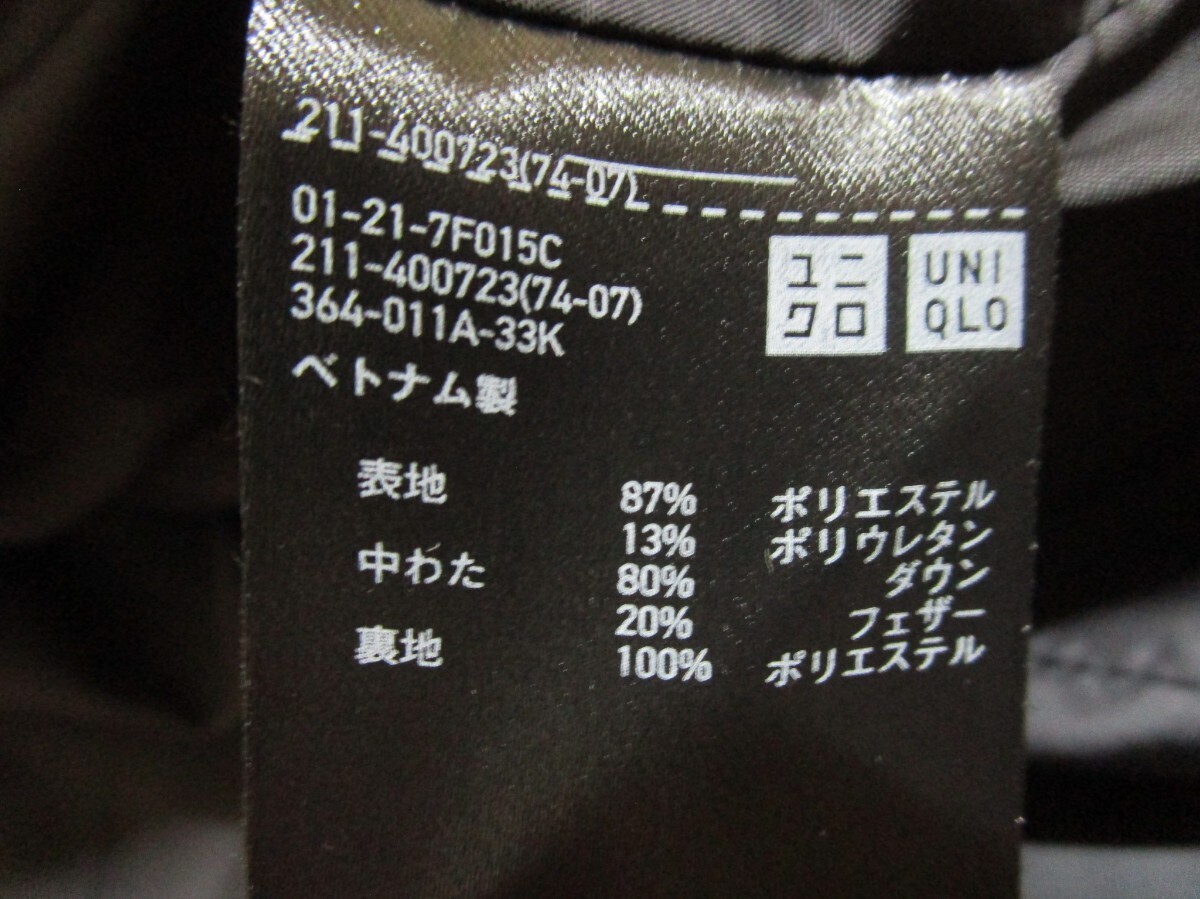 211-400723(74-07)
01-21-7F015C
211-400723(74-07)
364-011A-33K
ユニ
クロ
UNI
QLO
ベトナム製
表地 87% ポリエステル
13% ポリウレタン
中わた 80% ダウン
20% フェザー
裏地 100% ポリエステル